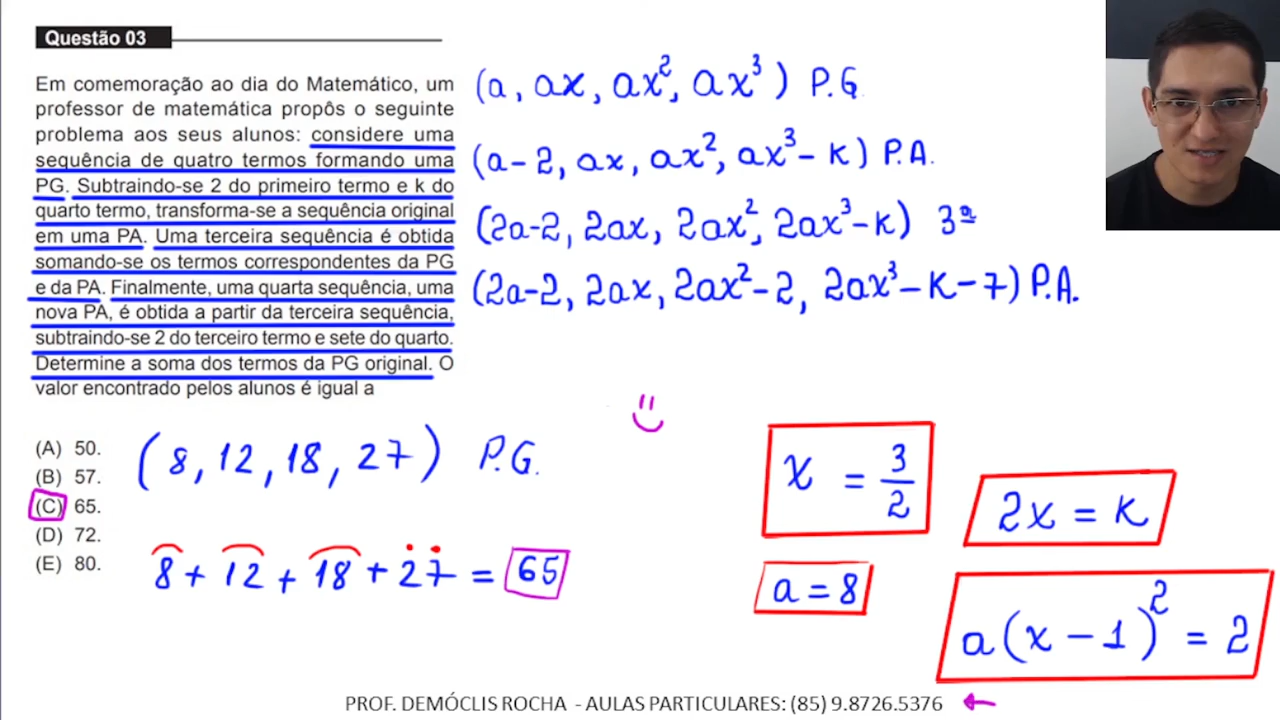 Questão 03
Em comemoração ao dia do Matemático, um
professor de matemática propôs o seguinte
problema aos seus alunos: considere uma
sequência de quatro termos formando uma
PG. Subtraindo-se 2 do primeiro termo e k do
quarto termo, transforma-se a sequência original
em uma PA. Uma terceira sequência é obtida
somando-se os termos correspondentes da PG
e da PA. Finalmente, uma quarta sequência, uma
nova PA, é obtida a partir da terceira sequência,
subtraindo-se 2 do terceiro termo e sete do quarto.
Determine a soma dos termos da PG original. O
valor encontrado pelos alunos é igual a
(A) 50.
(B) 57.
(C) 65.
(D) 72.
(E) 80.
(a, ax, ax², ax³) P.G
(a-2, ax, ax², ax³-k) P.A.
(2a-2, 2ax, 2ax², 2ax³-k) 3ª
(2a-2, 2ax, 2ax²-2, 2ax³-k-7) P.A.
(8, 12, 18, 27) P.G.
8 + 12 + 18 + 27 = 65
x = 3/2
2x = k
a = 8
a(x-1)² = 2
PROF. DEMÓCLIS ROCHA - AULAS PARTICULARES: (85) 9.8726.5376